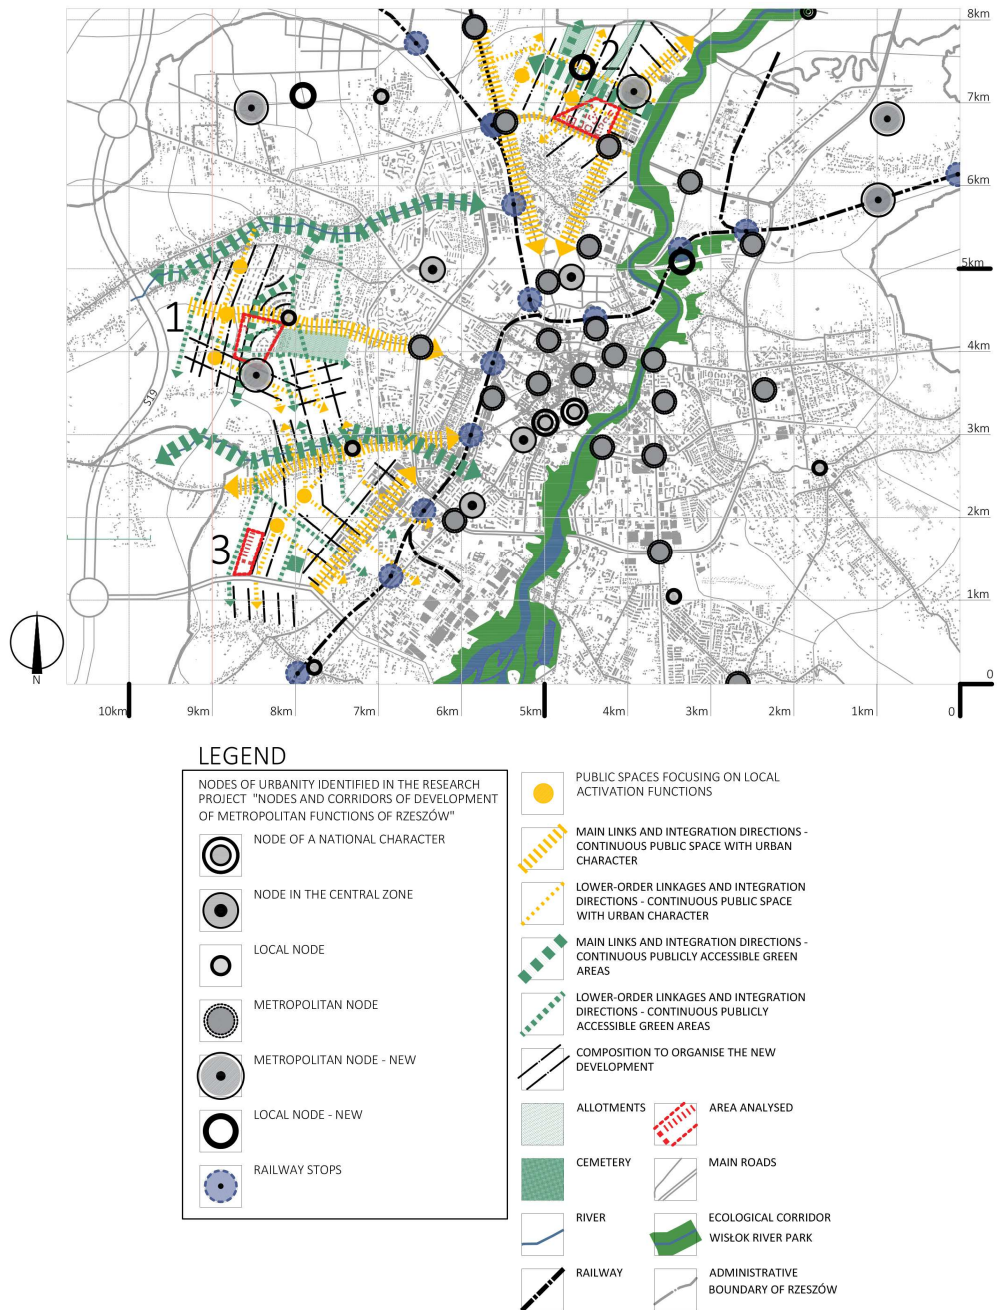 8km
7km
6km
5km
4km
3km
2km
1km
0
1
2
3
S19
N
10km
9km
8km
7km
6km
5km
4km
3km
2km
1km
0
LEGEND
NODES OF URBANITY IDENTIFIED IN THE RESEARCH
PROJECT "NODES AND CORRIDORS OF DEVELOPMENT
OF METROPOLITAN FUNCTIONS OF RZESZÓW"
NODE OF A NATIONAL CHARACTER
NODE IN THE CENTRAL ZONE
LOCAL NODE
METROPOLITAN NODE
METROPOLITAN NODE - NEW
LOCAL NODE - NEW
RAILWAY STOPS
PUBLIC SPACES FOCUSING ON LOCAL
ACTIVATION FUNCTIONS
MAIN LINKS AND INTEGRATION DIRECTIONS -
CONTINUOUS PUBLIC SPACE WITH URBAN
CHARACTER
LOWER-ORDER LINKAGES AND INTEGRATION
DIRECTIONS - CONTINUOUS PUBLIC SPACE
WITH URBAN CHARACTER
MAIN LINKS AND INTEGRATION DIRECTIONS -
CONTINUOUS PUBLICLY ACCESSIBLE GREEN
AREAS
LOWER-ORDER LINKAGES AND INTEGRATION
DIRECTIONS - CONTINUOUS PUBLICLY
ACCESSIBLE GREEN AREAS
COMPOSITION TO ORGANISE THE NEW
DEVELOPMENT
ALLOTMENTS
AREA ANALYSED
CEMETERY
MAIN ROADS
RIVER
ECOLOGICAL CORRIDOR
WISŁOK RIVER PARK
RAILWAY
ADMINISTRATIVE
BOUNDARY OF RZESZÓW